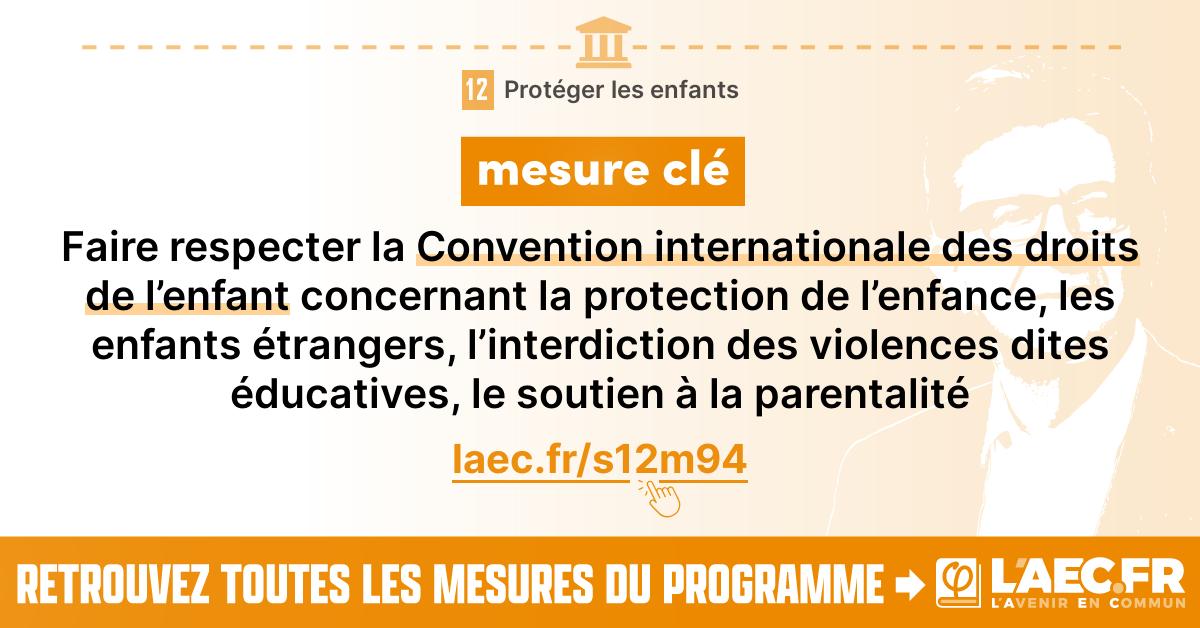 12 Protéger les enfants
mesure clé
Faire respecter la Convention internationale des droits
de l’enfant concernant la protection de l’enfance, les
enfants étrangers, l’interdiction des violences dites
éducatives, le soutien à la parentalité
laec.fr/s12m94
RETROUVEZ TOUTES LES MESURES DU PROGRAMME
φ L'AEC.FR
L'AVENIR EN COMMUN